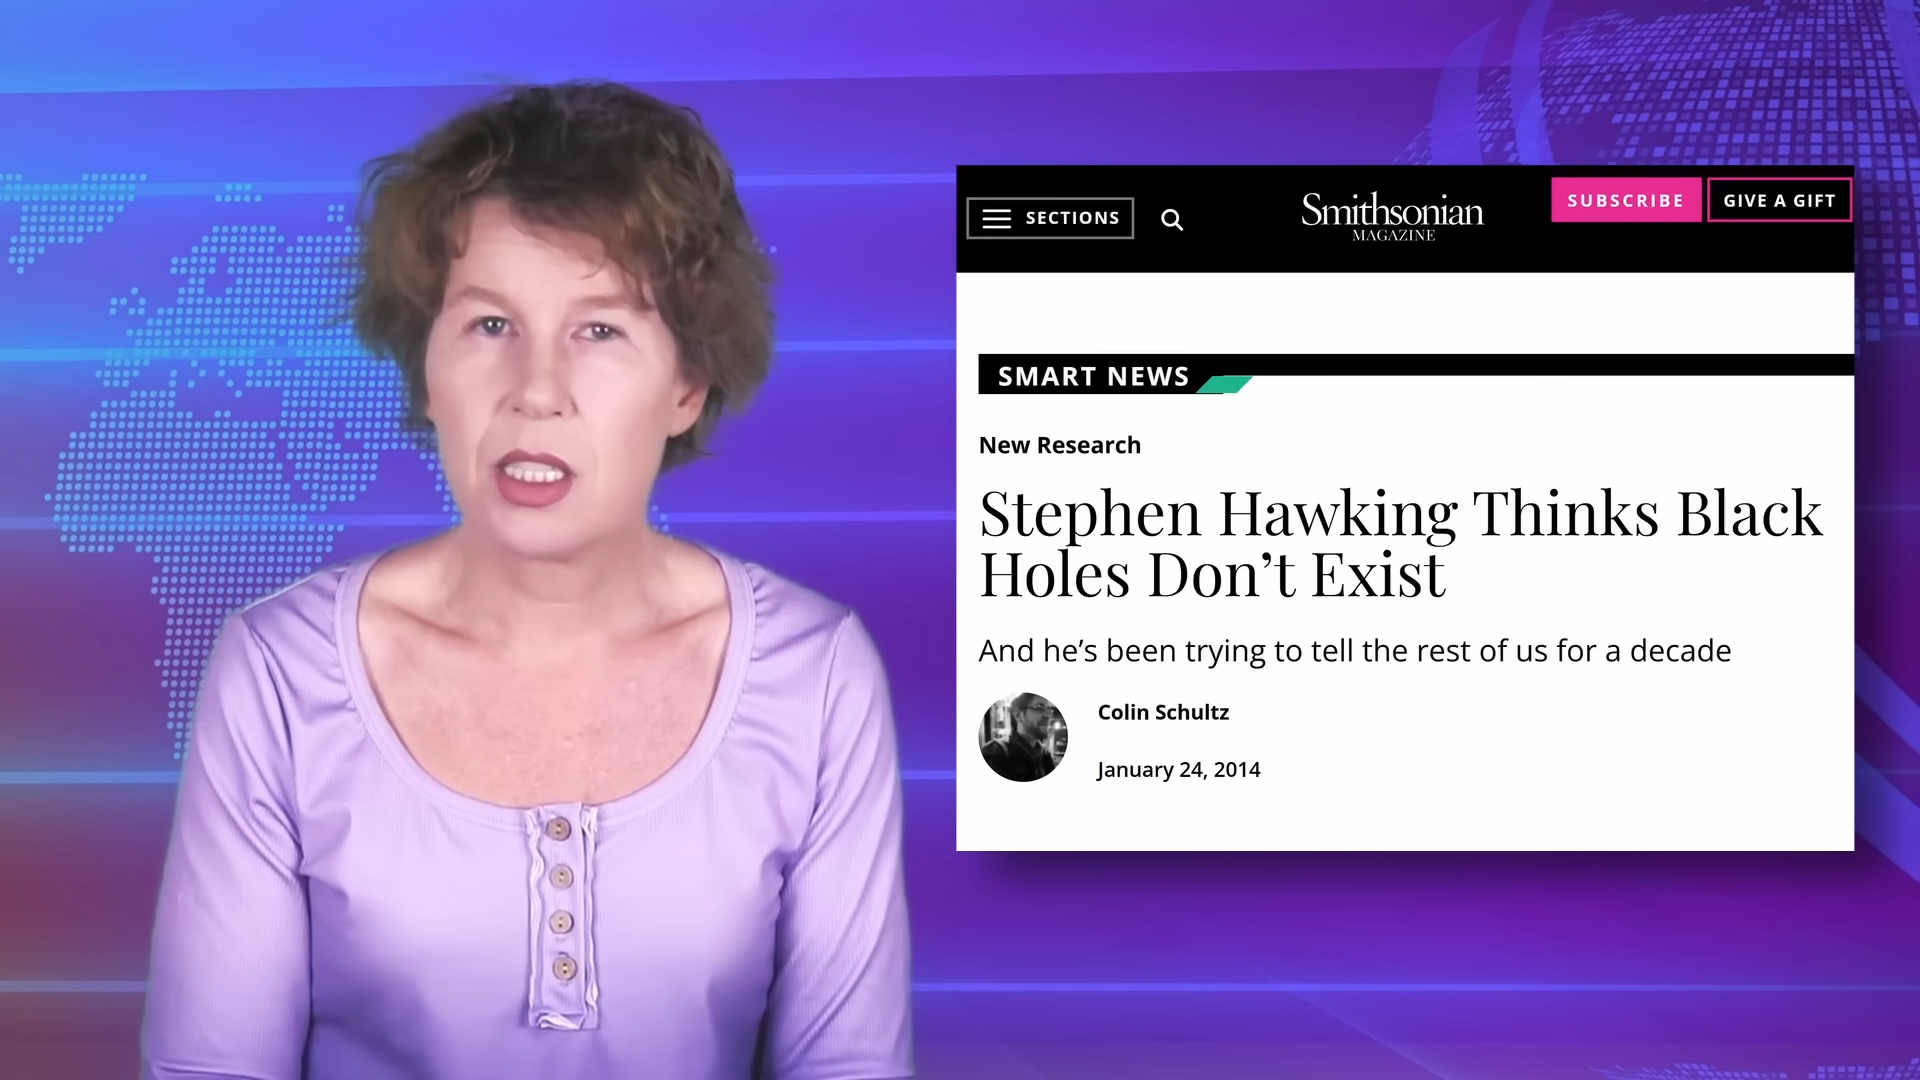 SECTIONS
Smithsonian
MAGAZINE
SUBSCRIBE
GIVE A GIFT
SMART NEWS
New Research
Stephen Hawking Thinks Black
Holes Don’t Exist
And he’s been trying to tell the rest of us for a decade
Colin Schultz
January 24, 2014